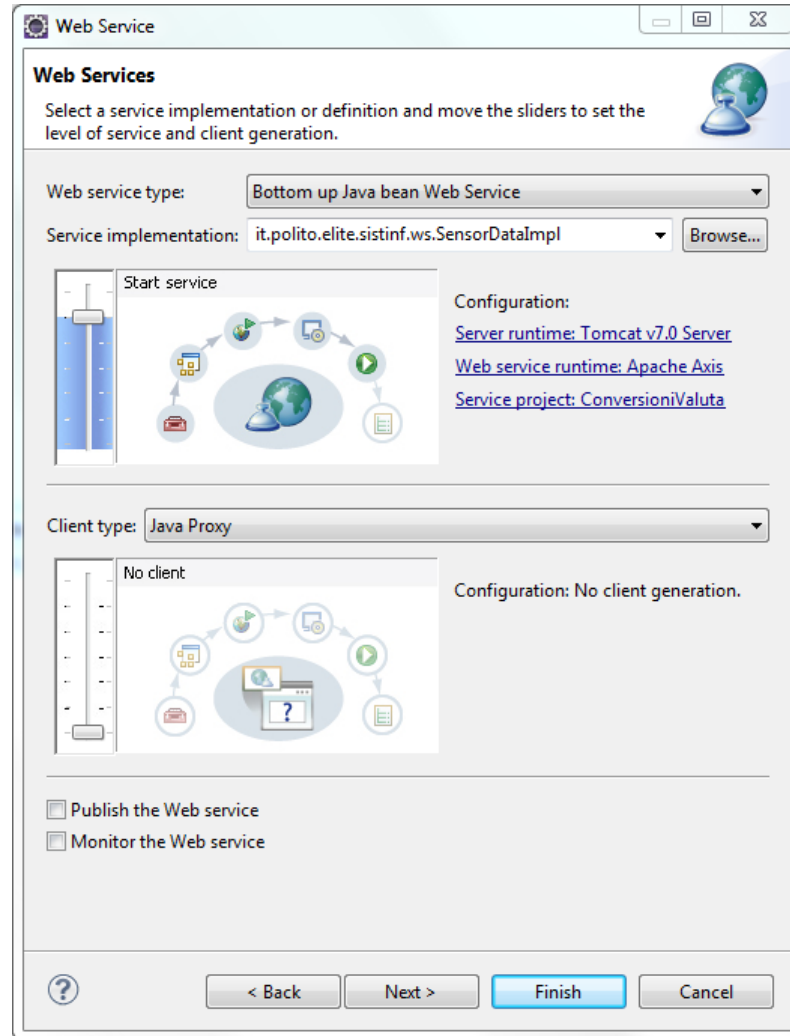 Web Service
Web Services
Select a service implementation or definition and move the sliders to set the
level of service and client generation.
Web service type:
Bottom up Java bean Web Service
Service implementation:
it.polito.elite.sistinf.ws.SensorDataImpl
Browse...
Start service
Configuration:
Server runtime: Tomcat v7.0 Server
Web service runtime: Apache Axis
Service project: ConversioniValuta
Client type:
Java Proxy
No client
Configuration: No client generation.
?
Publish the Web service
Monitor the Web service
?
< Back
Next >
Finish
Cancel